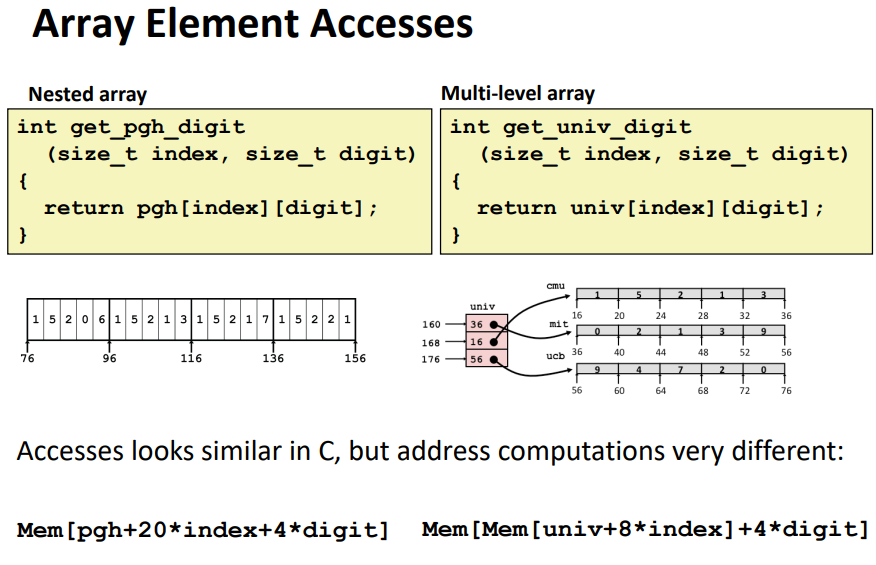 Array Element Accesses
Nested array
int get_pgh_digit
(size_t index, size_t digit)
{
return pgh[index][digit];
}
Multi-level array
int get_univ_digit
(size_t index, size_t digit)
{
return univ[index][digit];
}
1 5 2 0 6 1 5 2 1 3 1 5 2 1 7 1 5 2 2 1
76 96 116 136 156
univ
160 36
168 16
176 56
cmu
1 5 2 1 3
16 20 24 28 32 36
mit
0 2 1 3 9
36 40 44 48 52 56
ucb
9 4 7 2 0
56 60 64 68 72 76
Accesses looks similar in C, but address computations very different:
Mem[pgh+20*index+4*digit]
Mem[Mem[univ+8*index]+4*digit]